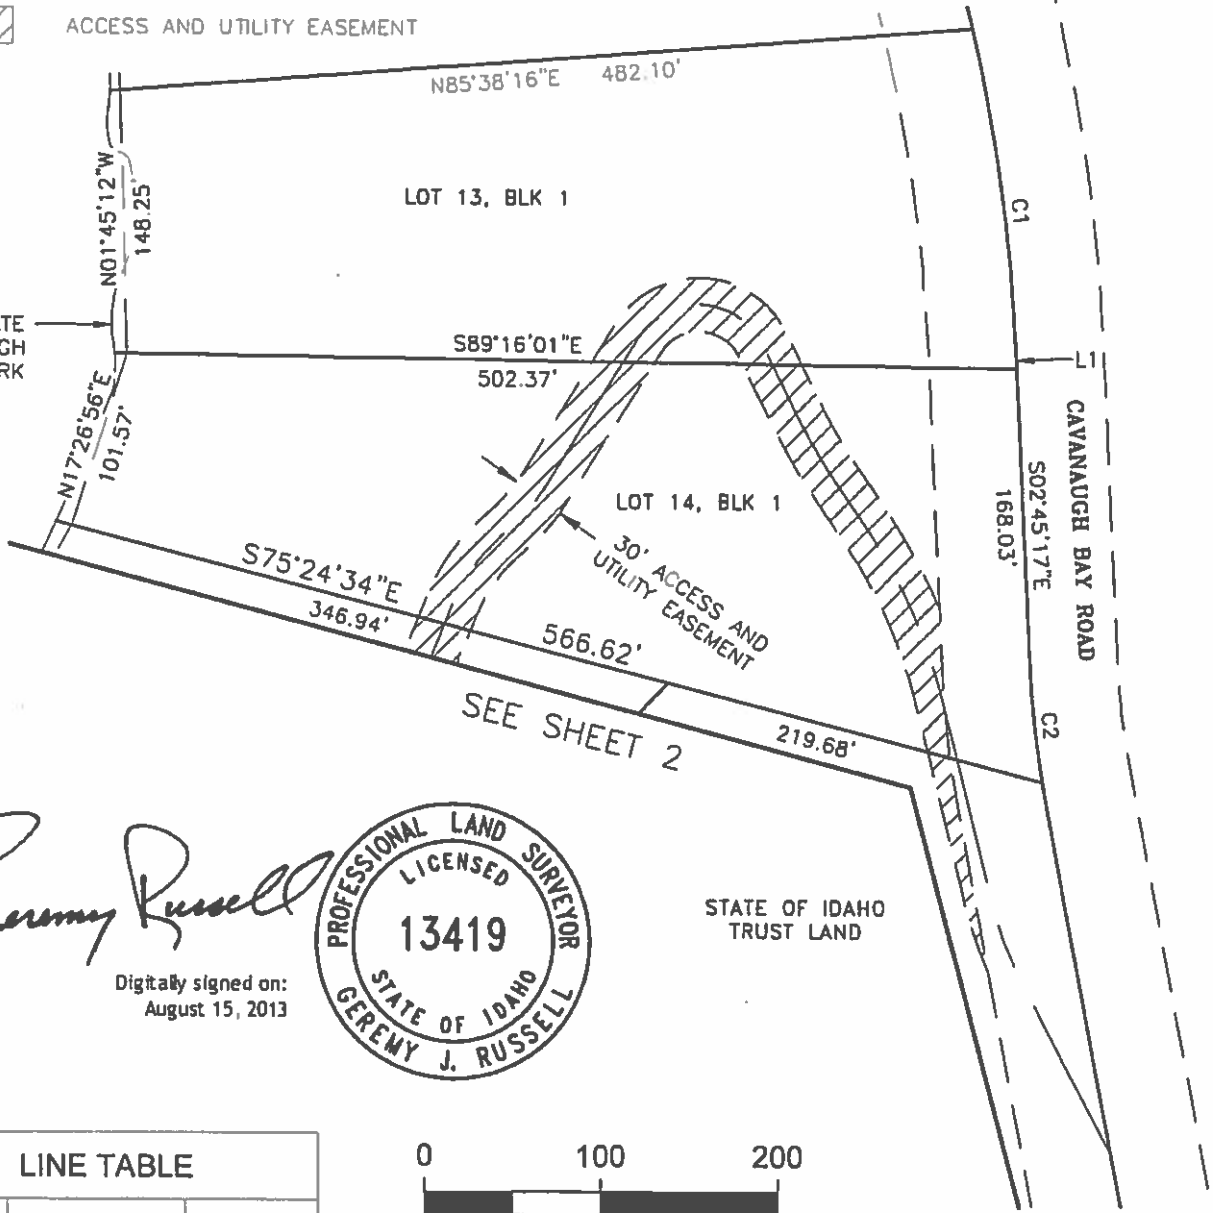 ACCESS AND UTILITY EASEMENT
N85°38'16"E 482.10'
N01°45'12"W
148.25'
LOT 13, BLK 1
C1
S89°16'01"E
502.37'
L1
N17°26'56"E
101.57'
CAVANAUGH BAY ROAD
S02°45'17"E
168.03'
LOT 14, BLK 1
30' ACCESS AND
UTILITY EASEMENT
S75°24'34"E
346.94'
566.62'
219.68'
C2
SEE SHEET 2
Geremy Russell
Digitally signed on:
August 15, 2013
PROFESSIONAL LAND SURVEYOR
LICENSED
13419
STATE OF IDAHO
GEREMY J. RUSSELL
STATE OF IDAHO
TRUST LAND
LINE TABLE
0 100 200